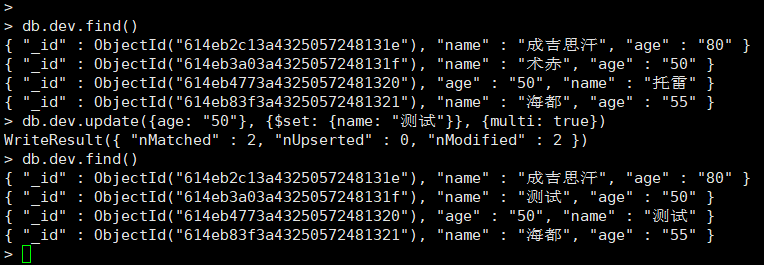 >
> db.dev.find()
{ "_id" : ObjectId("614eb2c13a4325057248131e"), "name" : "成吉思汗", "age" : "80" }
{ "_id" : ObjectId("614eb3a03a4325057248131f"), "name" : "术赤", "age" : "50" }
{ "_id" : ObjectId("614eb4773a43250572481320"), "age" : "50", "name" : "托雷" }
{ "_id" : ObjectId("614eb83f3a43250572481321"), "name" : "海都", "age" : "55" }
> db.dev.update({age: "50"}, {$set: {name: "测试"}}, {multi: true})
WriteResult({ "nMatched" : 2, "nUpserted" : 0, "nModified" : 2 })
> db.dev.find()
{ "_id" : ObjectId("614eb2c13a4325057248131e"), "name" : "成吉思汗", "age" : "80" }
{ "_id" : ObjectId("614eb3a03a4325057248131f"), "name" : "测试", "age" : "50" }
{ "_id" : ObjectId("614eb4773a43250572481320"), "age" : "50", "name" : "测试" }
{ "_id" : ObjectId("614eb83f3a43250572481321"), "name" : "海都", "age" : "55" }
>